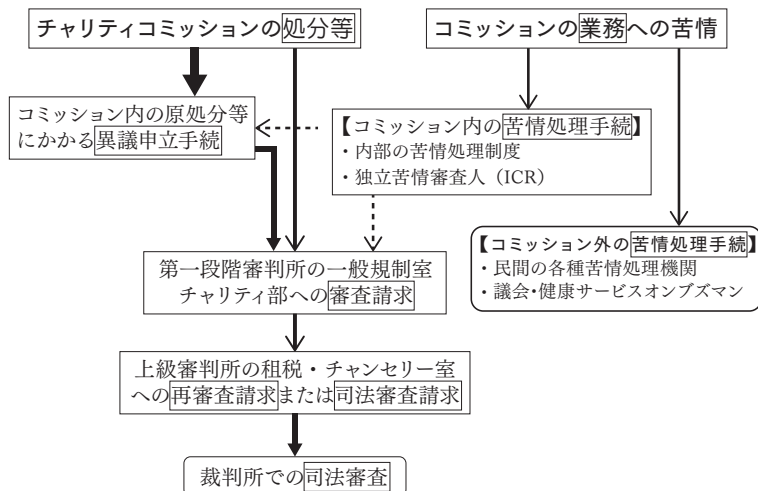 チャリティコミッションの処分等
コミッションの業務への苦情
コミッション内の原処分等
にかかる異議申立手続
【コミッション内の苦情処理手続】
・内部の苦情処理制度
・独立苦情審査人（ICR）
【コミッション外の苦情処理手続】
・民間の各種苦情処理機関
・議会・健康サービスオンブズマン
第一段階審判所の一般規制室
チャリティ部への審査請求
上級審判所の租税・チャンセリー室
への再審査請求または司法審査請求
裁判所での司法審査